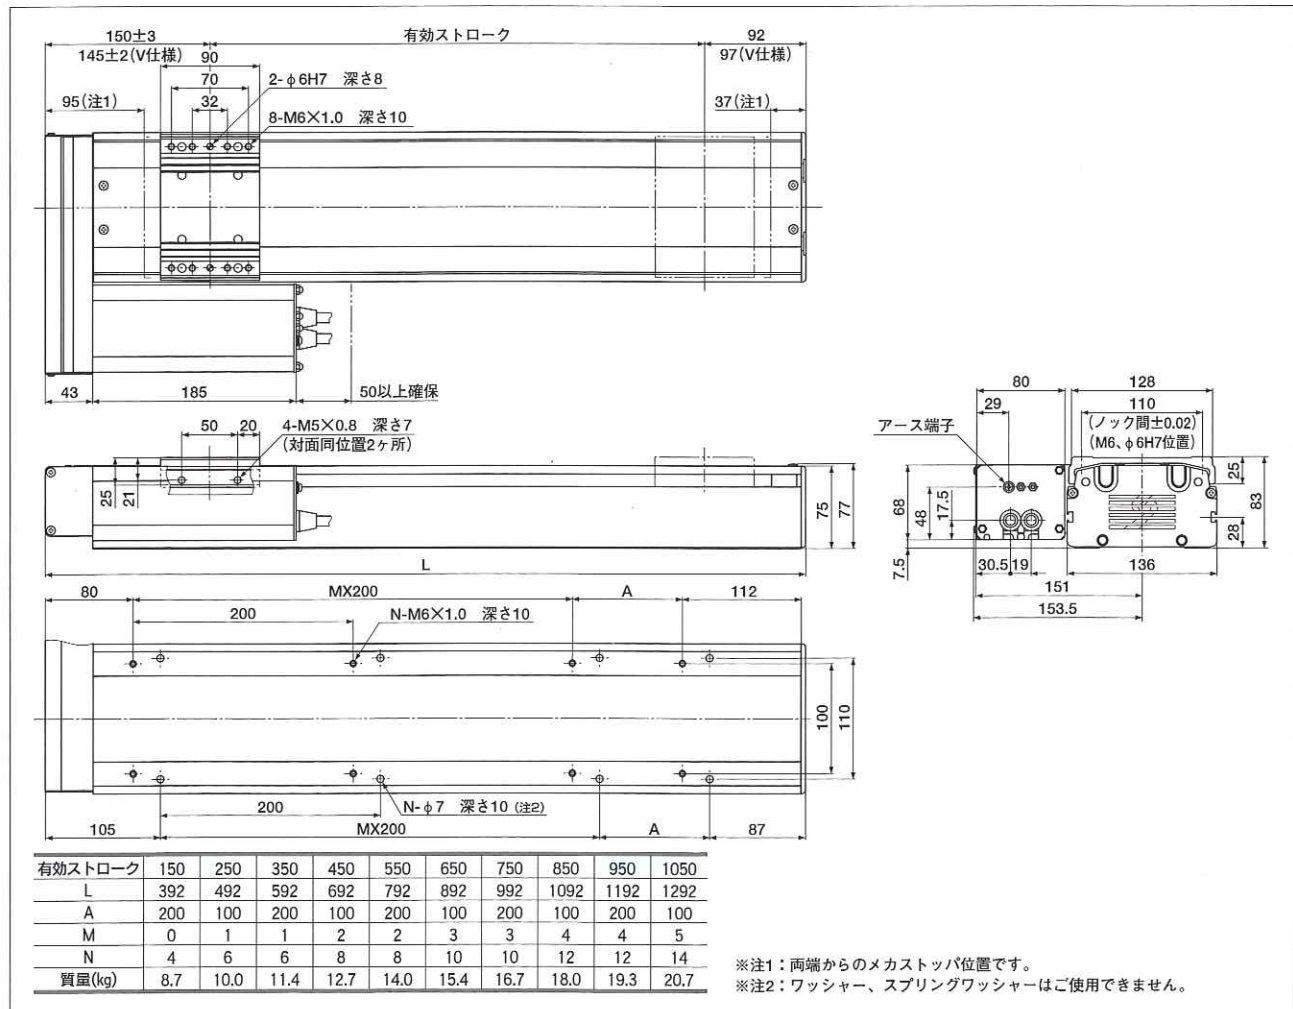 150±3
有効ストローク
92
145±2(V仕様)
97(V仕様)
90
2-φ6H7 深さ8
70
95(注1)
32
37(注1)
8-M6×1.0 深さ10
43
185
50以上確保
50
20
4-M5×0.8 深さ7
(対面同位置2ヶ所)
25
21
75
77
L
80
128
29
110
アース端子
(ノック間±0.02)
(M6、φ6H7位置)
68
48
17.5
7.5
25
83
28
30.5
19
136
151
153.5
80
MX200
A
112
200
N-M6×1.0 深さ10
100
110
200
N-φ7 深さ10 (注2)
105
MX200
A
87
有効ストローク 150 250 350 450 550 650 750 850 950 1050
L 392 492 592 692 792 892 992 1092 1192 1292
A 200 100 200 100 200 100 200 100 200 100
M 0 1 1 2 2 3 3 4 4 5
N 4 6 6 8 8 10 10 12 12 14
質量(kg) 8.7 10.0 11.4 12.7 14.0 15.4 16.7 18.0 19.3 20.7
※注1：両端からのメカストッパ位置です。
※注2：ワッシャー、スプリングワッシャーはご使用できません。